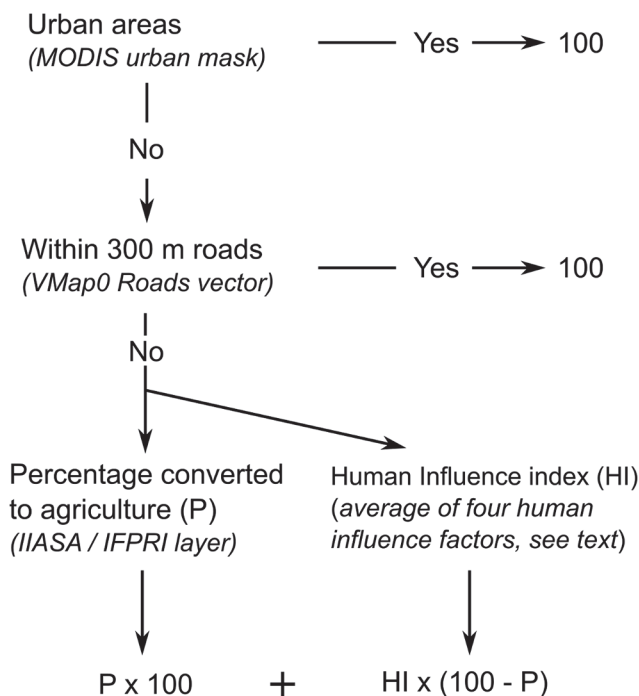 Urban areas
(MODIS urban mask)
Yes
100
No
Within 300 m roads
(VMap0 Roads vector)
Yes
100
No
Percentage converted
to agriculture (P)
(IIASA / IFPRI layer)
Human Influence index (HI)
(average of four human
influence factors, see text)
P x 100 + HI x (100 - P)